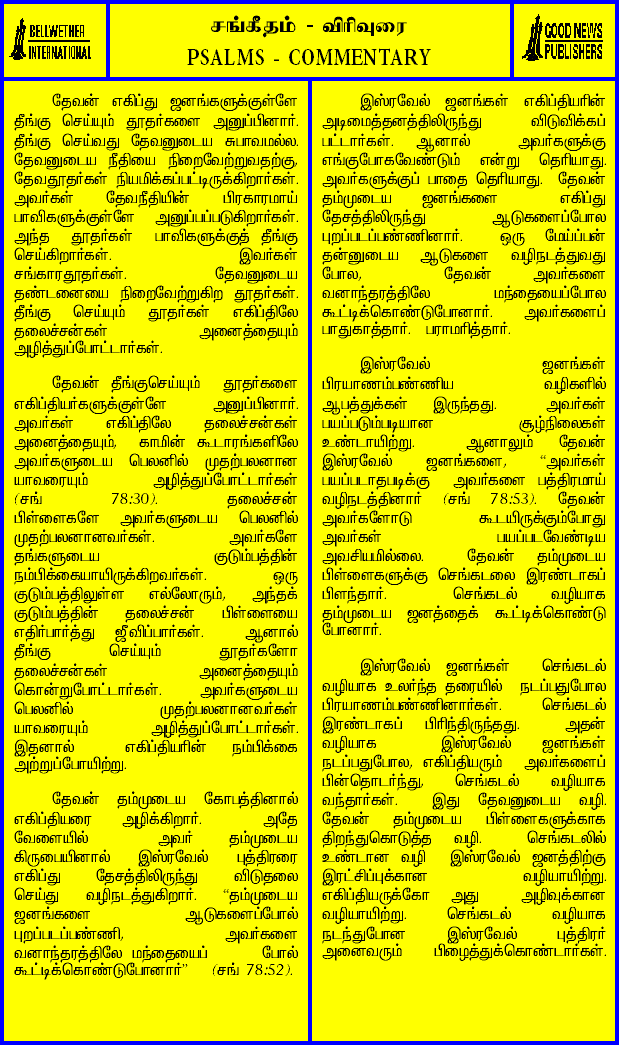 BELLWETHER
INTERNATIONAL
சங்கீதம் - விரிவுரை
PSALMS - COMMENTARY
GOOD NEWS
PUBLISHERS
தேவன் எகிப்து ஜனங்களுக்குள்ளே
தீங்கு செய்யும் தூதர்களை அனுப்பினார்.
தீங்கு செய்வது தேவனுடைய சுபாவமல்ல.
தேவனுடைய நீதியை நிறைவேற்றுவதற்கு,
தேவதூதர்கள் நியமிக்கப்பட்டிருக்கிறார்கள்.
அவர்கள் தேவநீதியின் பிரகாரமாய்
பாவிகளுக்குள்ளே அனுப்பப்படுகிறார்கள்.
அந்த தூதர்கள் பாவிகளுக்குத் தீங்கு
செய்கிறார்கள். இவர்கள்
சங்காரதூதர்கள். தேவனுடைய
தண்டனையை நிறைவேற்றுகிற தூதர்கள்.
தீங்கு செய்யும் தூதர்கள் எகிப்திலே
தலைச்சன்கள் அனைத்தையும்
அழித்துப்போட்டார்கள்.
தேவன் தீங்குசெய்யும் தூதர்களை
எகிப்தியர்களுக்குள்ளே அனுப்பினார்.
அவர்கள் எகிப்திலே தலைச்சன்கள்
அனைத்தையும், காமின் கூடாரங்களிலே
அவர்களுடைய பெலனில் முதற்பலனான
யாவரையும் அழித்துப்போட்டார்கள்
(சங் 78:30). தலைச்சன்
பிள்ளைகளே அவர்களுடைய பெலனில்
முதற்பலனானவர்கள். அவர்களே
தங்களுடைய குடும்பத்தின்
நம்பிக்கையாயிருக்கிறவர்கள். ஒரு
குடும்பத்திலுள்ள எல்லோரும், அந்தக்
குடும்பத்தின் தலைச்சன் பிள்ளையை
எதிர்பார்த்து ஜீவிப்பார்கள். ஆனால்
தீங்கு செய்யும் தூதர்களோ
தலைச்சன்கள் அனைத்தையும்
கொன்றுபோட்டார்கள். அவர்களுடைய
பெலனில் முதற்பலனானவர்கள்
யாவரையும் அழித்துப்போட்டார்கள்.
இதனால் எகிப்தியரின் நம்பிக்கை
அற்றுப்போயிற்று.
தேவன் தம்முடைய கோபத்தினால்
எகிப்தியரை அழிக்கிறார். அதே
வேளையில் அவர் தம்முடைய
கிருபையினால் இஸ்ரவேல் புத்திரரை
எகிப்து தேசத்திலிருந்து விடுதலை
செய்து வழிநடத்துகிறார். “தம்முடைய
ஜனங்களை ஆடுகளைப்போல்
புறப்படப்பண்ணி, அவர்களை
வனாந்தரத்திலே மந்தையைப் போல்
கூட்டிக்கொண்டுபோனார்” (சங் 78:52).
இஸ்ரவேல் ஜனங்கள் எகிப்தியரின்
அடிமைத்தனத்திலிருந்து விடுவிக்கப்
பட்டார்கள். ஆனால் அவர்களுக்கு
எங்குபோகவேண்டும் என்று தெரியாது.
அவர்களுக்குப் பாதை தெரியாது. தேவன்
தம்முடைய ஜனங்களை எகிப்து
தேசத்திலிருந்து ஆடுகளைப்போல
புறப்படப்பண்ணினார். ஒரு மேய்ப்பன்
தன்னுடைய ஆடுகளை வழிநடத்துவது
போல, தேவன் அவர்களை
வனாந்தரத்திலே மந்தையைப்போல
கூட்டிக்கொண்டுபோனார். அவர்களைப்
பாதுகாத்தார். பராமரித்தார்.
இஸ்ரவேல் ஜனங்கள்
பிரயாணம்பண்ணிய வழிகளில்
ஆபத்துக்கள் இருந்தது. அவர்கள்
பயப்படும்படியான சூழ்நிலைகள்
உண்டாயிற்று. ஆனாலும் தேவன்
இஸ்ரவேல் ஜனங்களை, “அவர்கள்
பயப்படாதபடிக்கு அவர்களை பத்திரமாய்
வழிநடத்தினார் (சங் 78:53). தேவன்
அவர்களோடு கூடயிருக்கும்போது
அவர்கள் பயப்படவேண்டிய
அவசியமில்லை. தேவன் தம்முடைய
பிள்ளைகளுக்கு செங்கடலை இரண்டாகப்
பிளந்தார். செங்கடல் வழியாக
தம்முடைய ஜனத்தைக் கூட்டிக்கொண்டு
போனார்.
இஸ்ரவேல் ஜனங்கள் செங்கடல்
வழியாக உலர்ந்த தரையில் நடப்பதுபோல
பிரயாணம்பண்ணினார்கள். செங்கடல்
இரண்டாகப் பிரிந்திருந்தது. அதன்
வழியாக இஸ்ரவேல் ஜனங்கள்
நடப்பதுபோல, எகிப்தியரும் அவர்களைப்
பின்தொடர்ந்து, செங்கடல் வழியாக
வந்தார்கள். இது தேவனுடைய வழி.
தேவன் தம்முடைய பிள்ளைகளுக்காக
திறந்துகொடுத்த வழி. செங்கடலில்
உண்டான வழி இஸ்ரவேல் ஜனத்திற்கு
இரட்சிப்புக்கான வழியாயிற்று.
எகிப்தியருக்கோ அது அழிவுக்கான
வழியாயிற்று. செங்கடல் வழியாக
நடந்துபோன இஸ்ரவேல் புத்திரர்
அனைவரும் பிழைத்துக்கொண்டார்கள்.